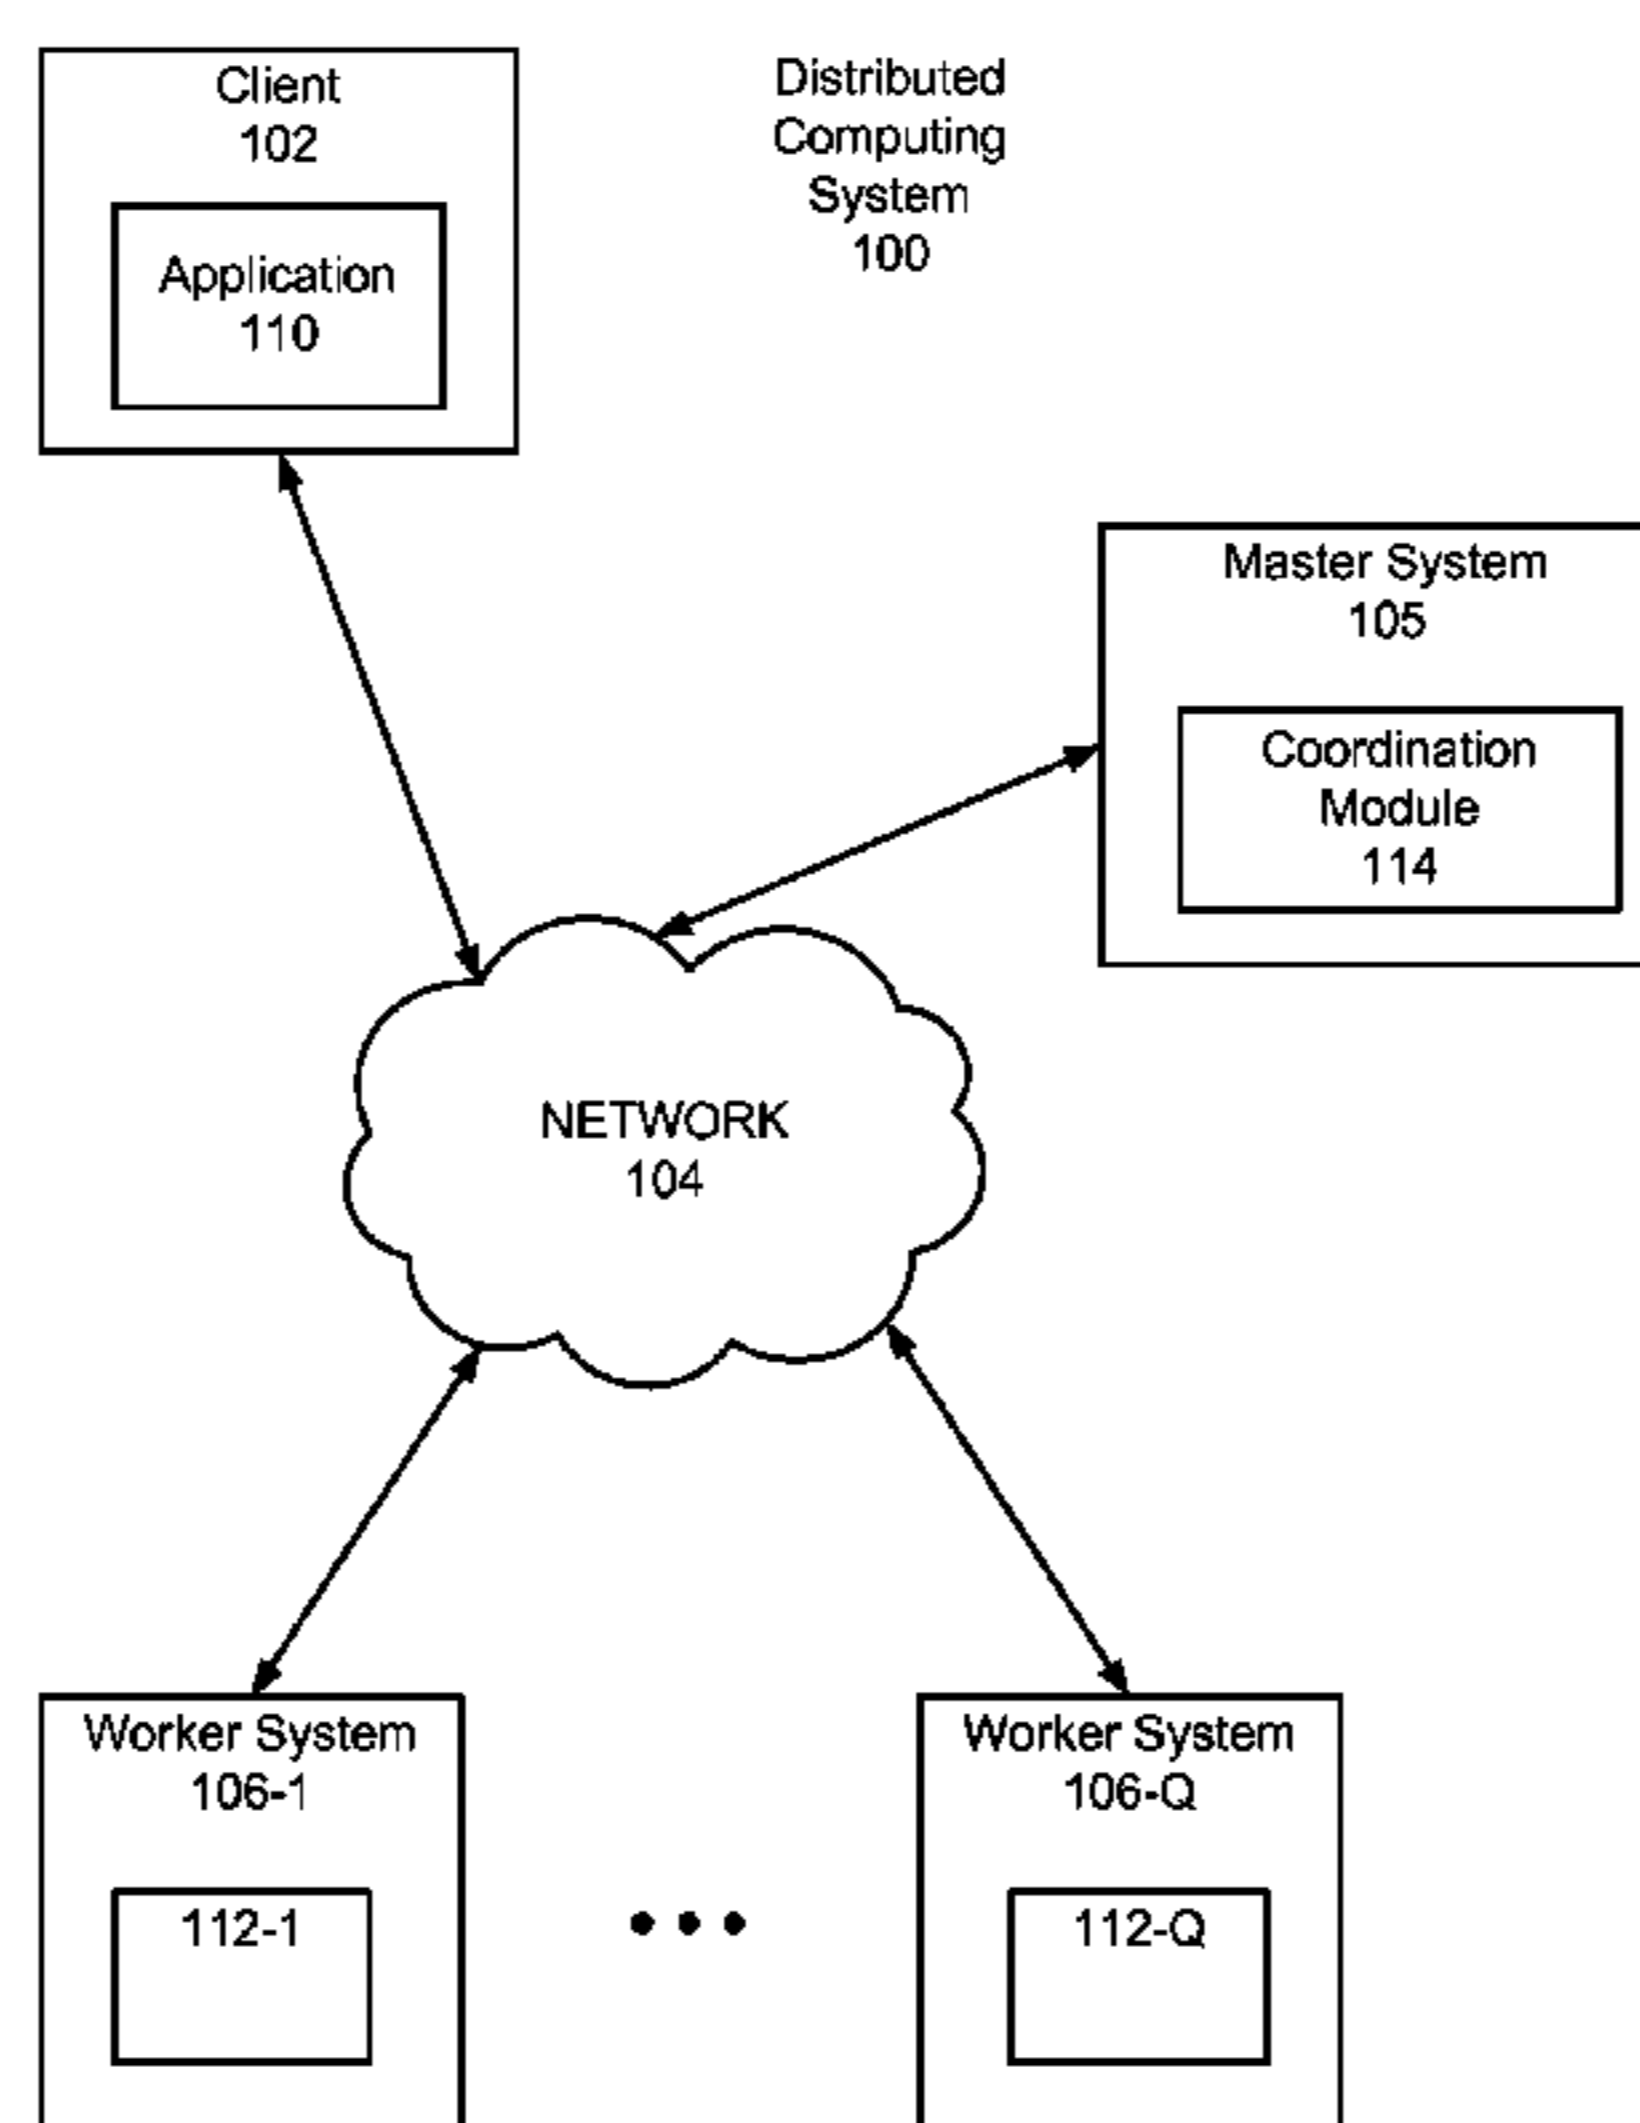 Client
102
Application
110
Distributed
Computing
System
100
Master System
105
Coordination
Module
114
NETWORK
104
Worker System
106-1
112-1
Worker System
106-Q
112-Q